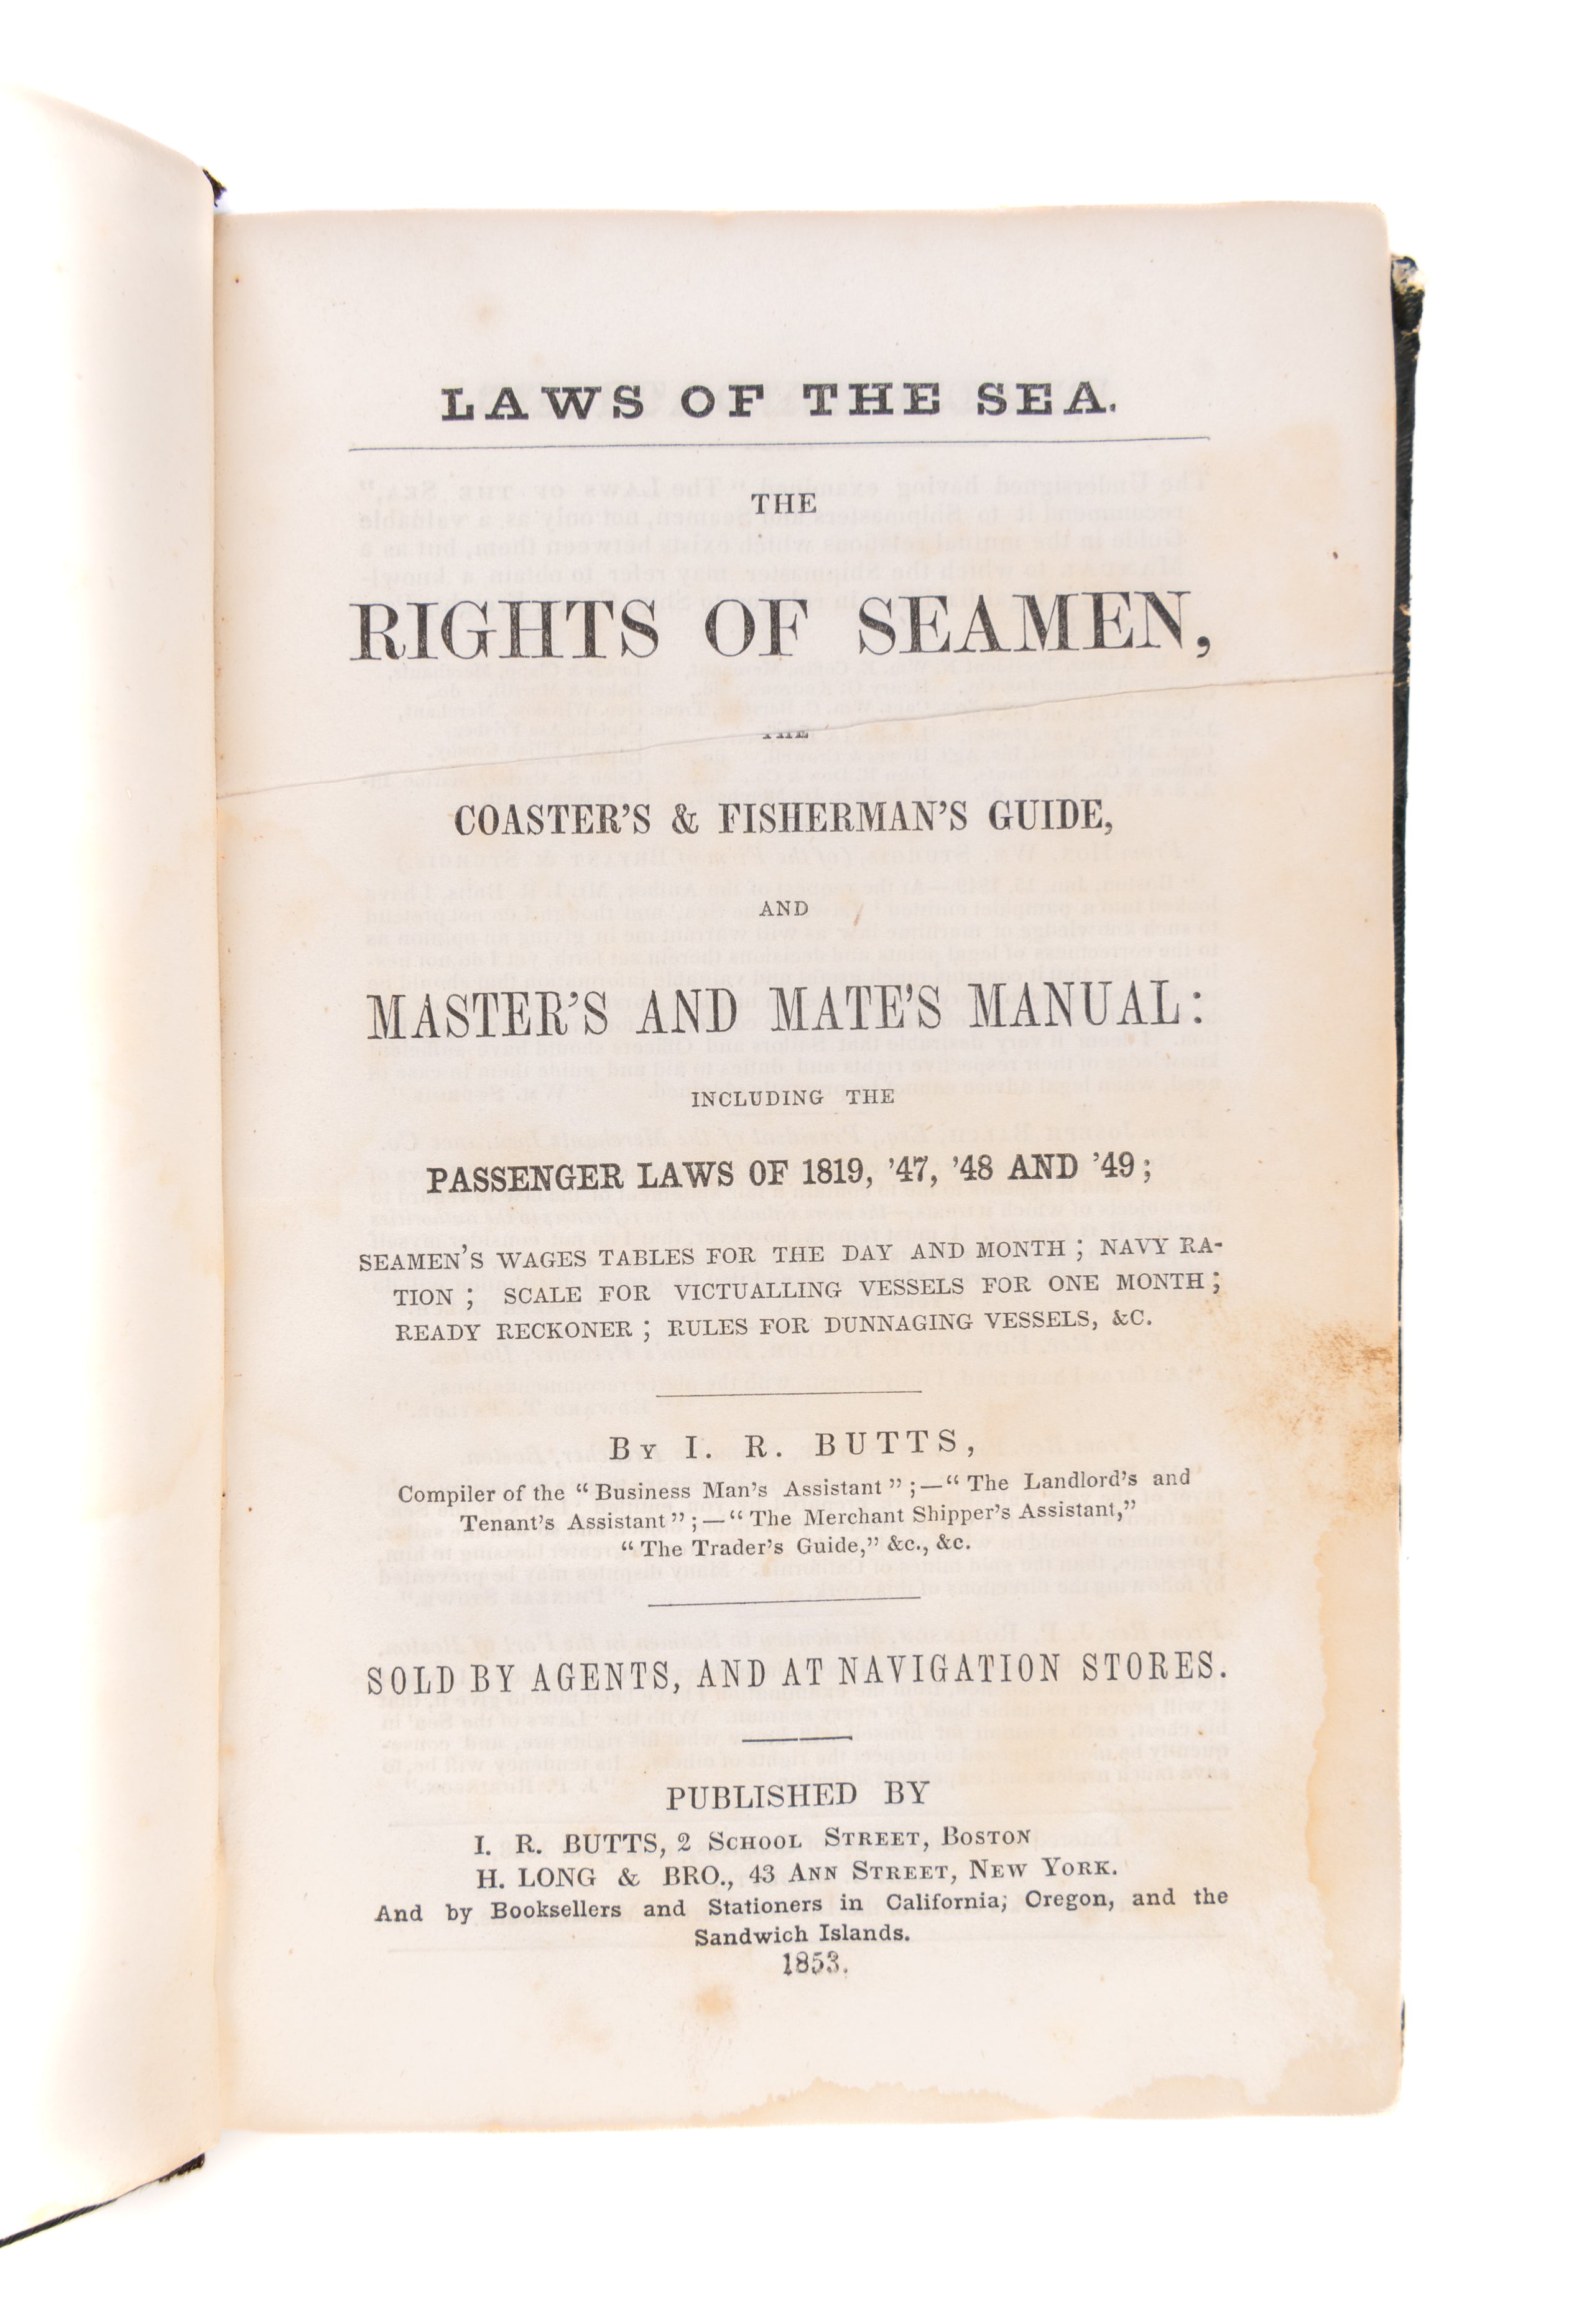 LAWS OF THE SEA.
THE
RIGHTS OF SEAMEN,
THE
COASTER'S & FISHERMAN'S GUIDE,
AND
MASTER'S AND MATE'S MANUAL:
INCLUDING THE
PASSENGER LAWS OF 1819, '47, '48 AND '49;
SEAMEN'S WAGES TABLES FOR THE DAY AND MONTH; NAVY RA-
TION; SCALE FOR VICTUALLING VESSELS FOR ONE MONTH;
READY RECKONER; RULES FOR DUNNAGING VESSELS, &C.
BY I. R. BUTTS,
Compiler of the "Business Man's Assistant";—"The Landlord's and
Tenant's Assistant";—"The Merchant Shipper's Assistant,"
"The Trader's Guide," &c., &c.
SOLD BY AGENTS, AND AT NAVIGATION STORES.
PUBLISHED BY
I. R. BUTTS, 2 SCHOOL STREET, BOSTON
H. LONG & BRO., 43 ANN STREET, NEW YORK.
And by Booksellers and Stationers in California; Oregon, and the
Sandwich Islands.
1853.